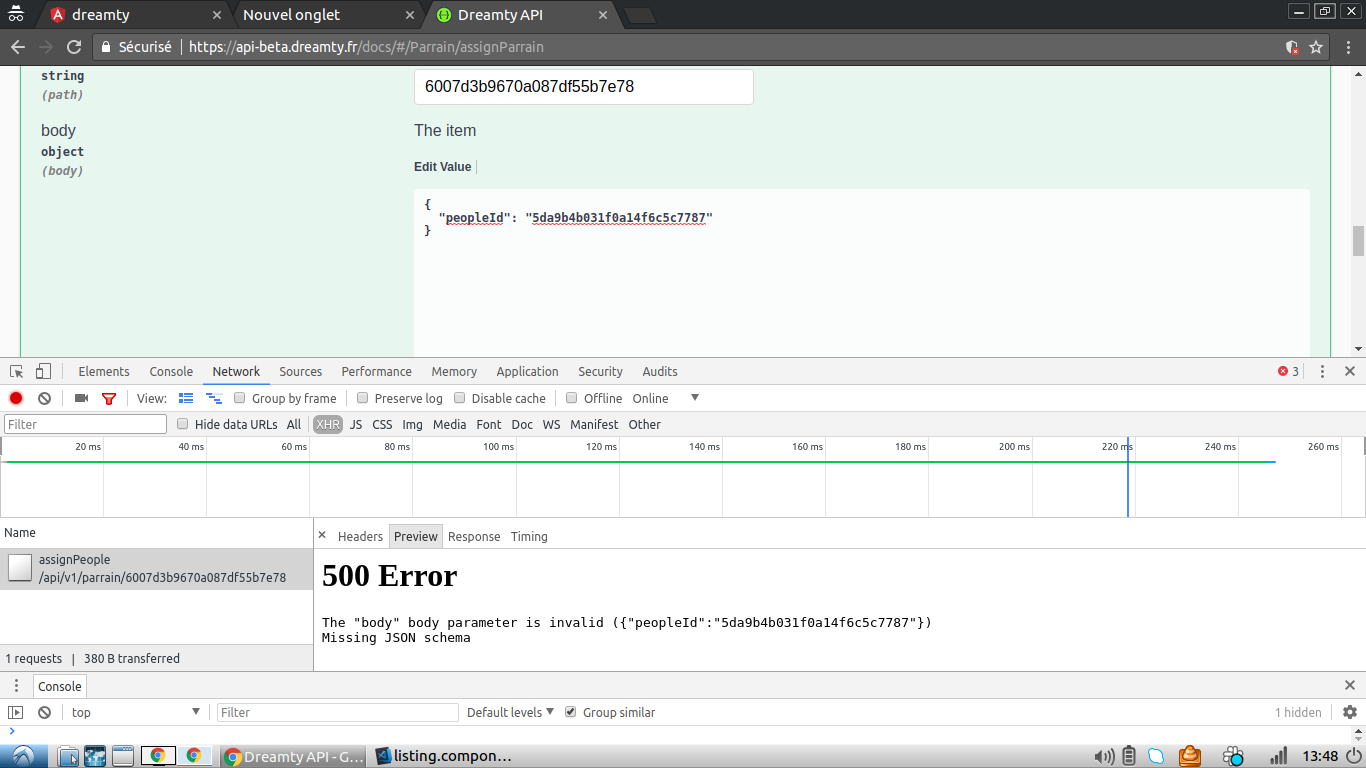 dreamty
Nouvel onglet
Dreamty API
Sécurisé
https://api-beta.dreamty.fr/docs/#/Parrain/assignParrain
string
(path)
6007d3b9670a087df55b7e78
body
object
(body)
The item
Edit Value
{
"peopleId": "5da9b4b031f0a14f6c5c7787"
}
Elements Console Network Sources Performance Memory Application Security Audits 3
View: Group by frame Preserve log Disable cache Offline Online
Filter Hide data URLs All XHR JS CSS Img Media Font Doc WS Manifest Other
20 ms 40 ms 60 ms 80 ms 100 ms 120 ms 140 ms 160 ms 180 ms 200 ms 220 ms 240 ms 260 ms
Name
assignPeople
/api/v1/parrain/6007d3b9670a087df55b7e78
1 requests | 380 B transferred
Headers Preview Response Timing
500 Error
The "body" body parameter is invalid ({"peopleId":"5da9b4b031f0a14f6c5c7787"})
Missing JSON schema
Console
top Filter Default levels Group similar 1 hidden
Dreamty API - G...
listing.compon...
13:48